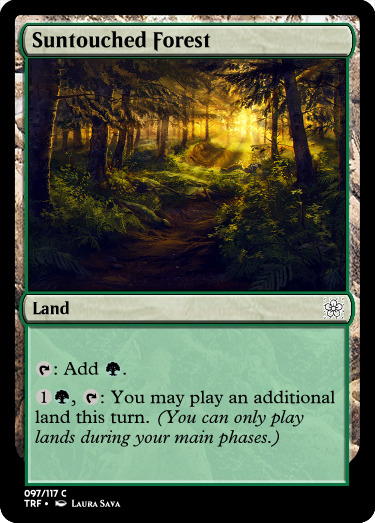 Suntouched Forest
Land
: Add .
1, : You may play an additional
land this turn. (You can only play
lands during your main phases.)
097/117 C
TRF • Laura Sava